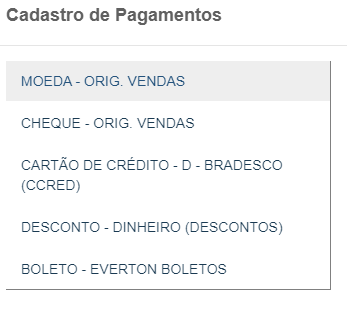 Cadastro de Pagamentos
MOEDA - ORIG. VENDAS
CHEQUE - ORIG. VENDAS
CARTÃO DE CRÉDITO - D - BRADESCO
(CCRED)
DESCONTO - DINHEIRO (DESCONTOS)
BOLETO - EVERTON BOLETOS